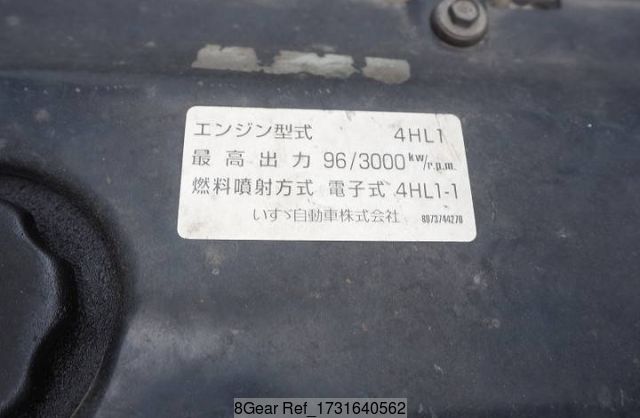 エンジン型式 4HL1
最高出力 96/3000 kw/r.p.m.
燃料噴射方式 電子式 4HL1-1
いすゞ自動車株式会社 8973744270
8Gear Ref_1731640562